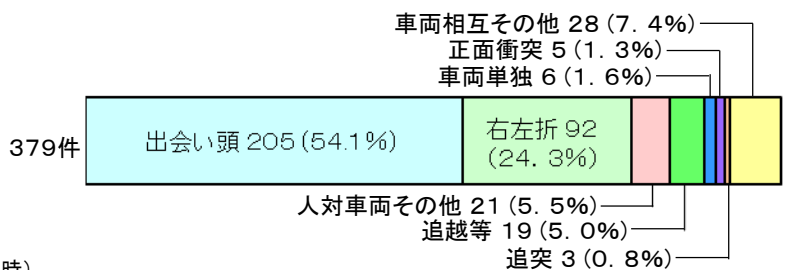 車両相互その他 28 (7. 4%)
正面衝突 5 (1. 3%)
車両単独 6 (1. 6%)
379件
出会い頭 205 (54.1%)
右左折 92
(24. 3%)
人対車両その他 21 (5. 5%)
追越等 19 (5. 0%)
追突 3 (0. 8%)
時)